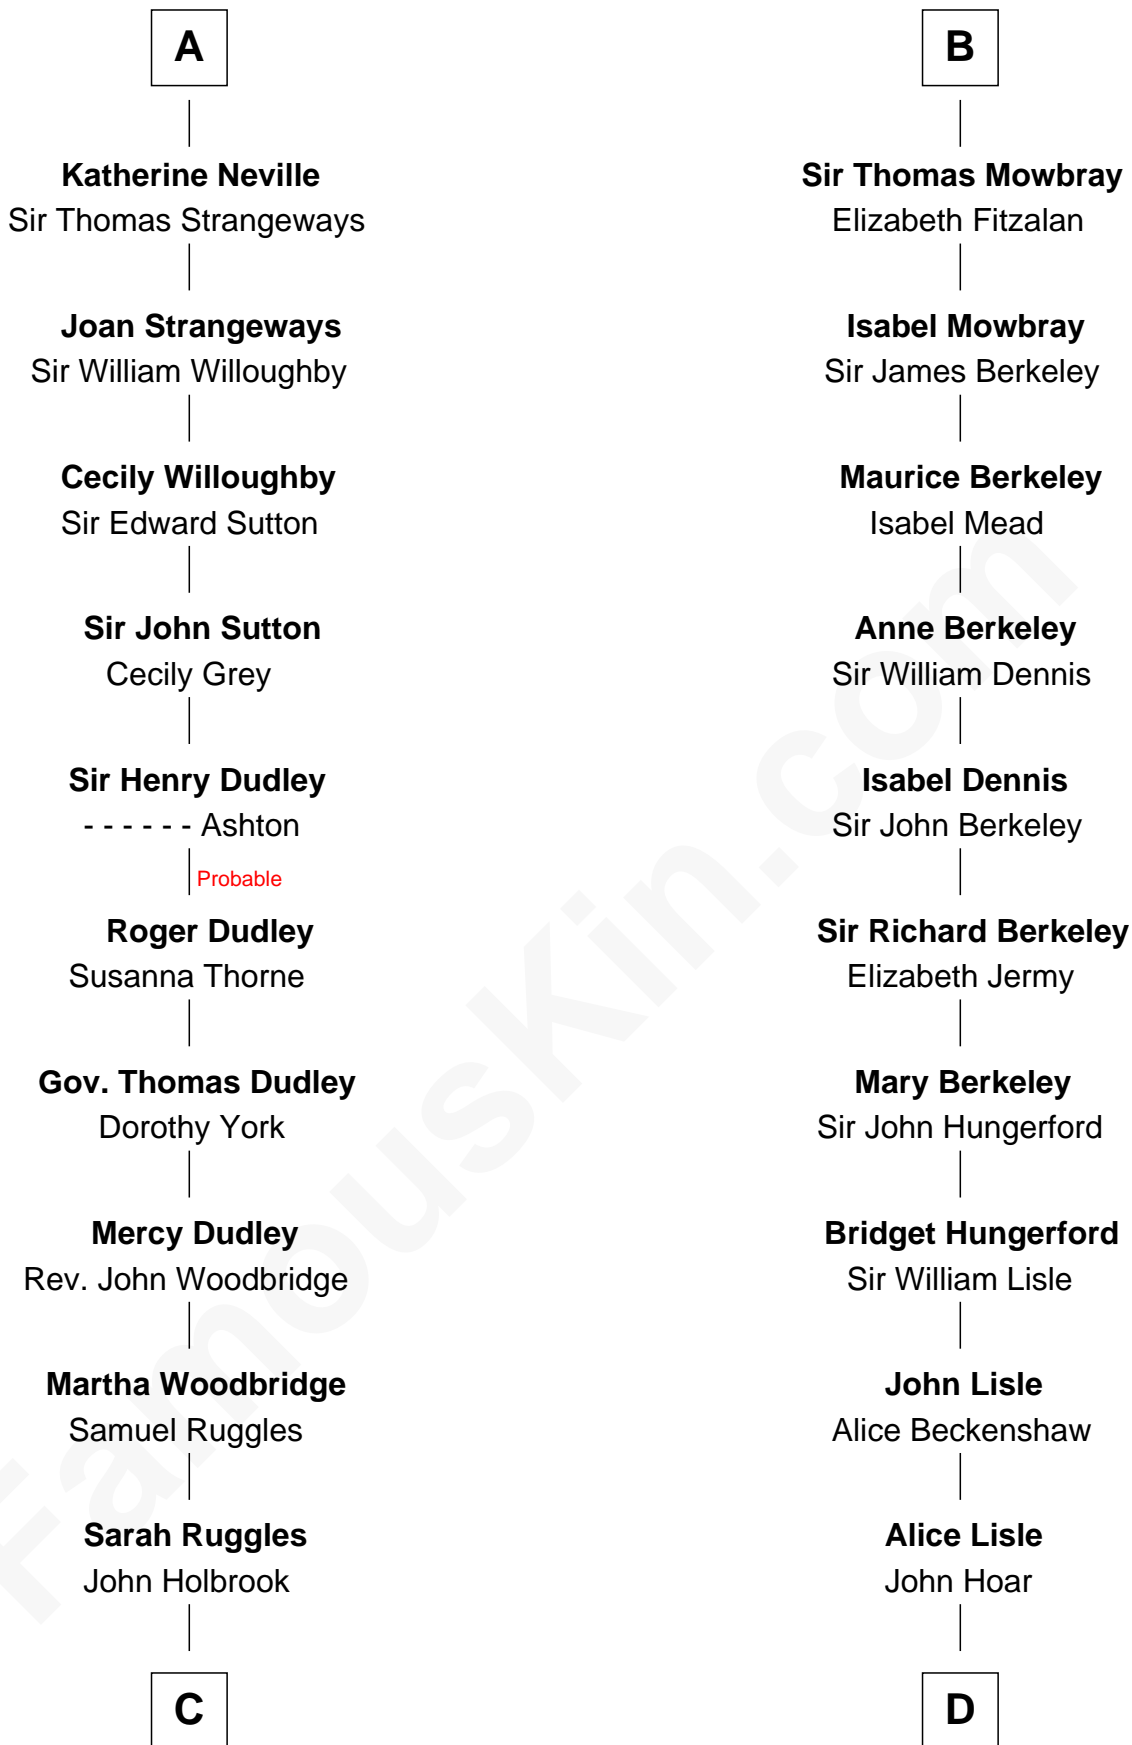 A
Katherine Neville
Sir Thomas Strangeways
Joan Strangeways
Sir William Willoughby
Cecily Willoughby
Sir Edward Sutton
Sir John Sutton
Cecily Grey
Sir Henry Dudley
- - - - - - Ashton
Probable
Roger Dudley
Susanna Thorne
Gov. Thomas Dudley
Dorothy York
Mercy Dudley
Rev. John Woodbridge
Martha Woodbridge
Samuel Ruggles
Sarah Ruggles
John Holbrook
C
B
Sir Thomas Mowbray
Elizabeth Fitzalan
Isabel Mowbray
Sir James Berkeley
Maurice Berkeley
Isabel Mead
Anne Berkeley
Sir William Dennis
Isabel Dennis
Sir John Berkeley
Sir Richard Berkeley
Elizabeth Jermy
Mary Berkeley
Sir John Hungerford
Bridget Hungerford
Sir William Lisle
John Lisle
Alice Beckenshaw
Alice Lisle
John Hoar
D
FamousKin.com